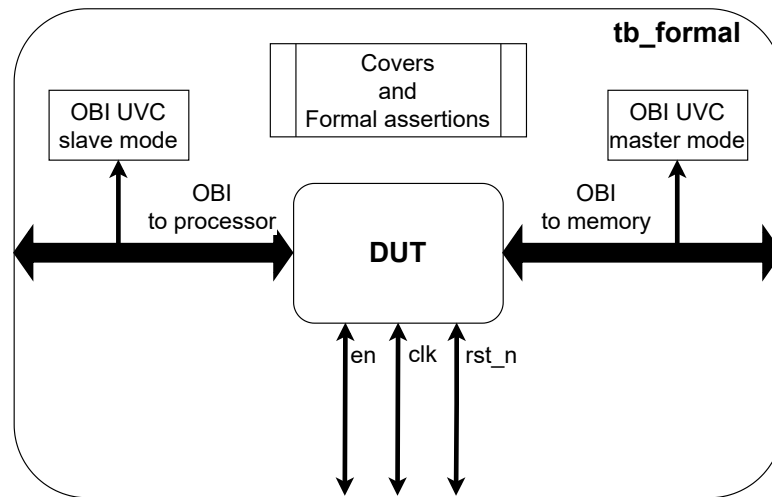 tb_formal
Covers
and
Formal assertions
OBI UVC
slave mode
OBI UVC
master mode
OBI
to processor
OBI
to memory
DUT
en
clk
rst_n